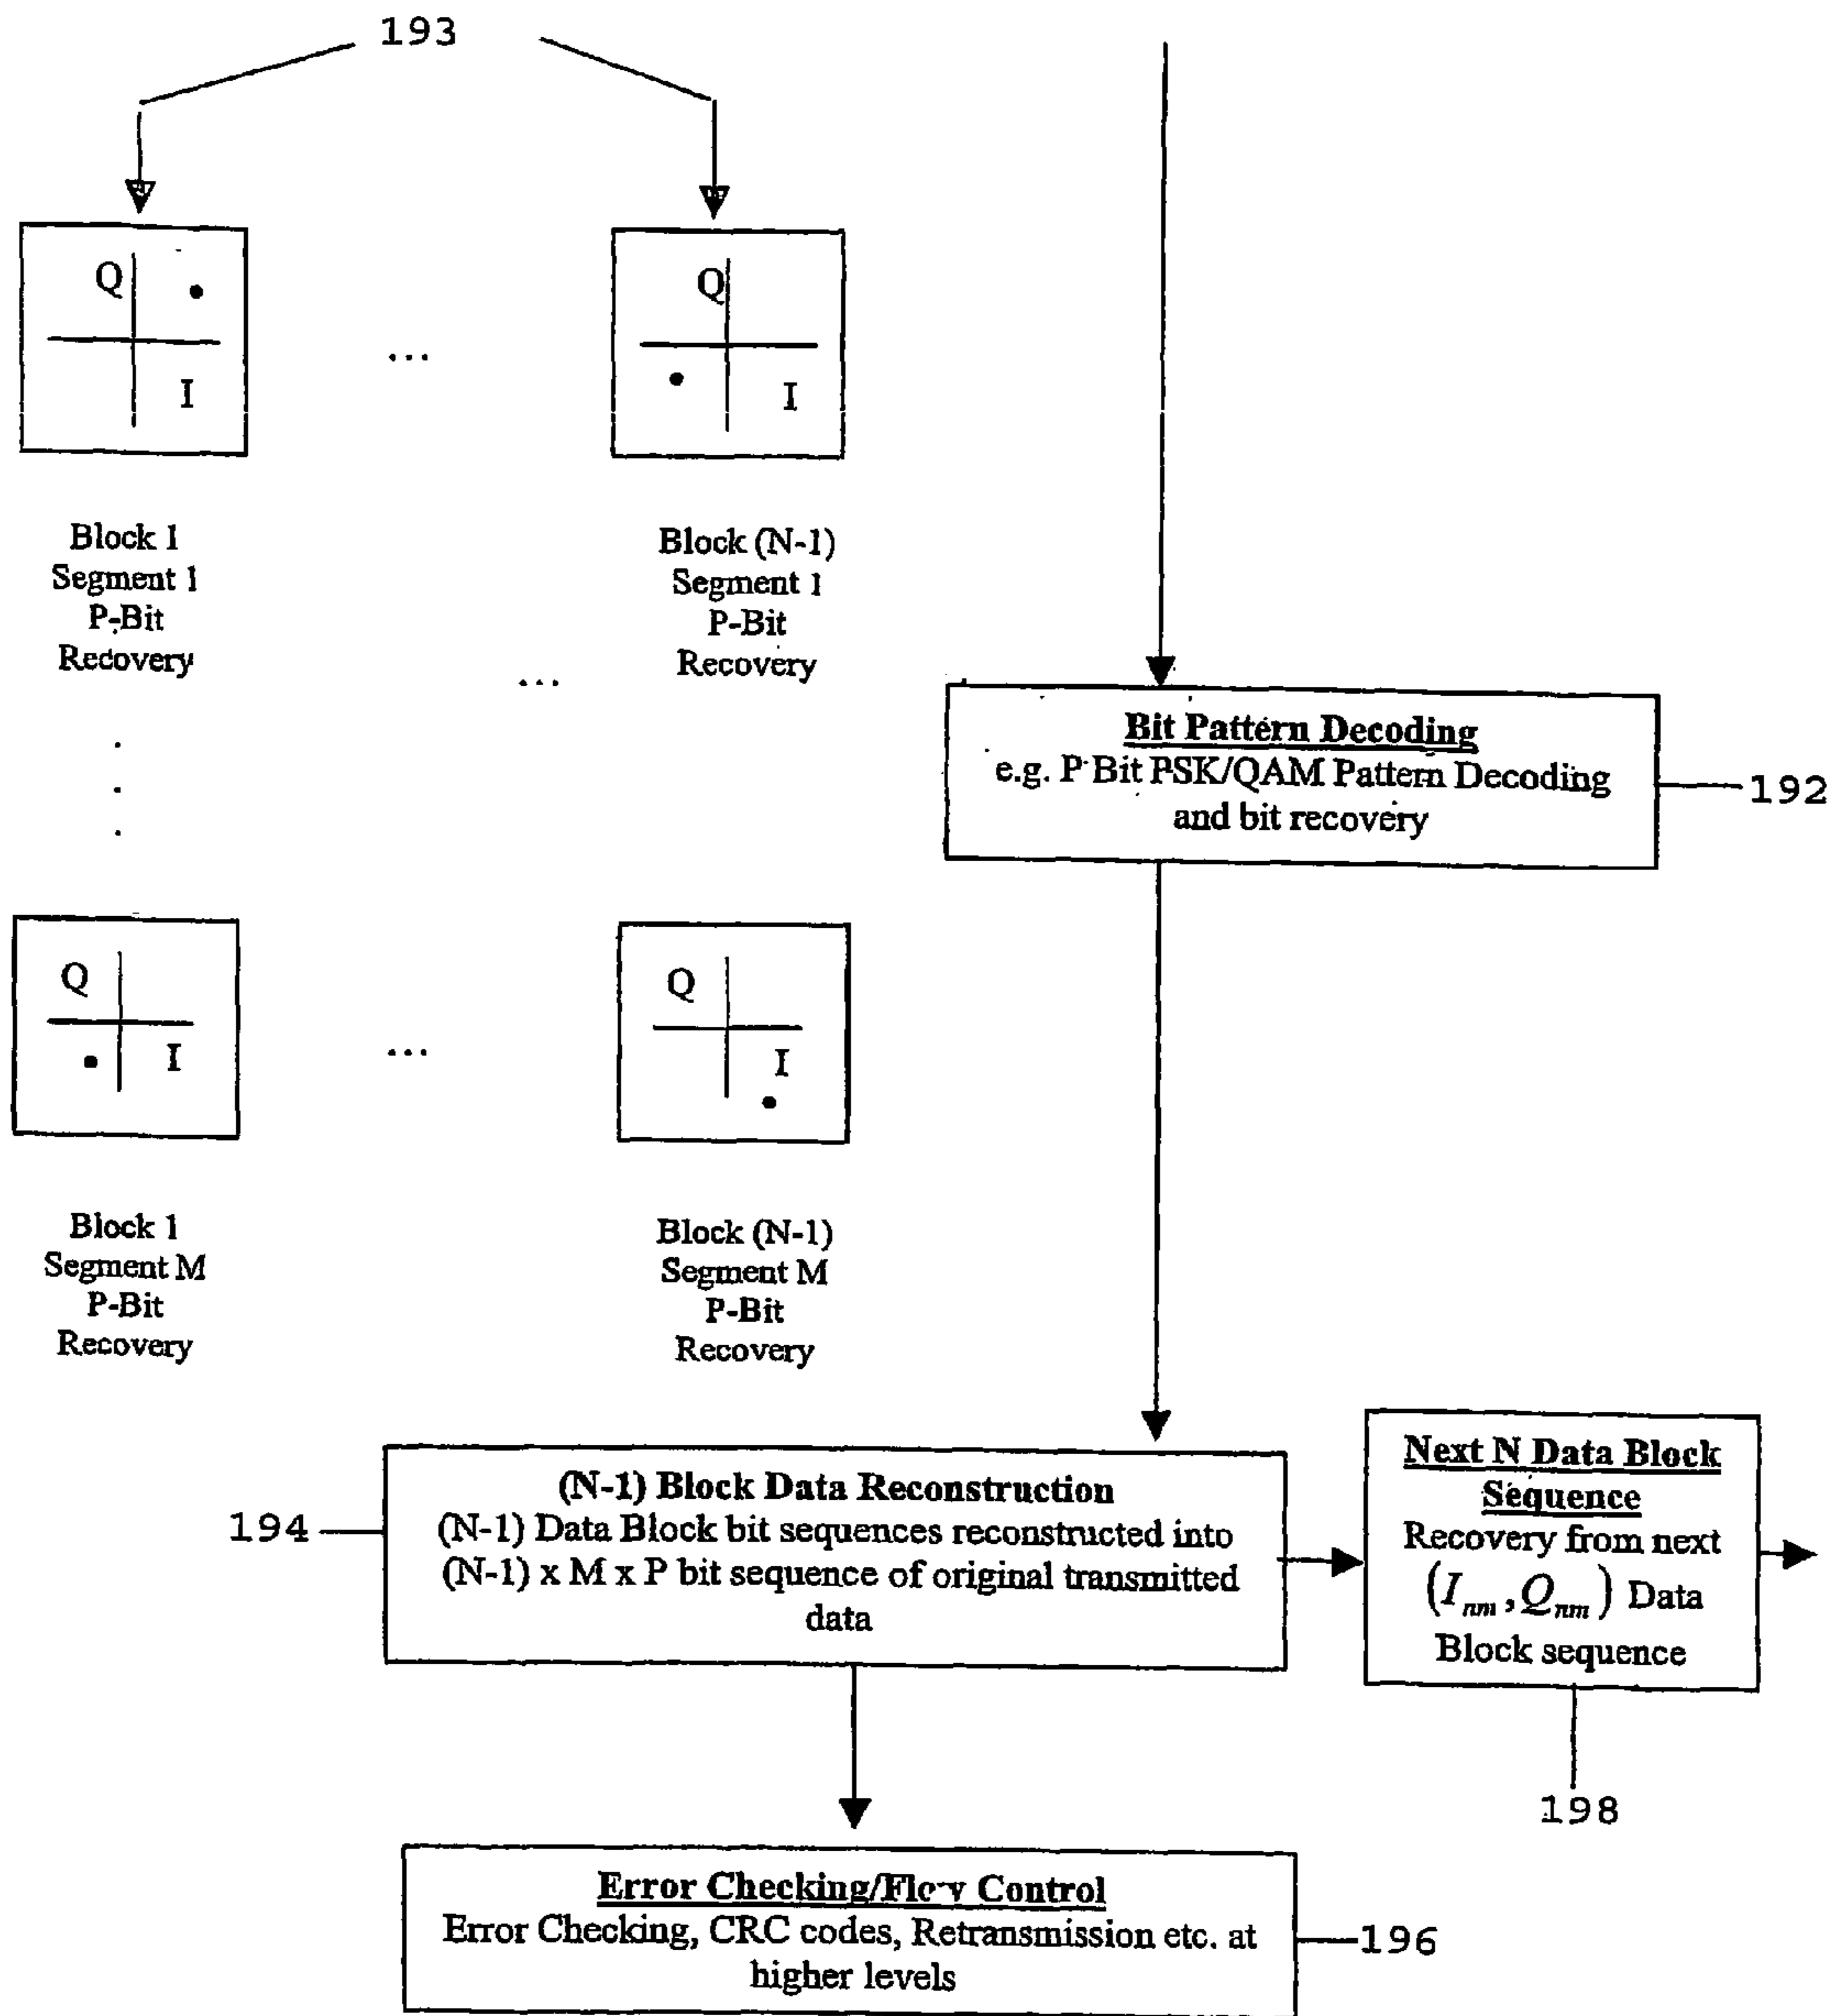 193
Q
I
...
Q
I
Block 1
Segment 1
P-Bit
Recovery
...
Block (N-1)
Segment 1
P-Bit
Recovery
Bit Pattern Decoding
e.g. P-Bit PSK/QAM Pattern Decoding
and bit recovery
192
Q
I
...
Q
I
Block 1
Segment M
P-Bit
Recovery
Block (N-1)
Segment M
P-Bit
Recovery
194
(N-1) Block Data Reconstruction
(N-1) Data Block bit sequences reconstructed into
(N-1) x M x P bit sequence of original transmitted
data
Next N Data Block
Sequence
Recovery from next
(Inm, Qnm) Data
Block sequence
198
Error Checking/Flow Control
Error Checking, CRC codes, Retransmission etc. at
higher levels
196